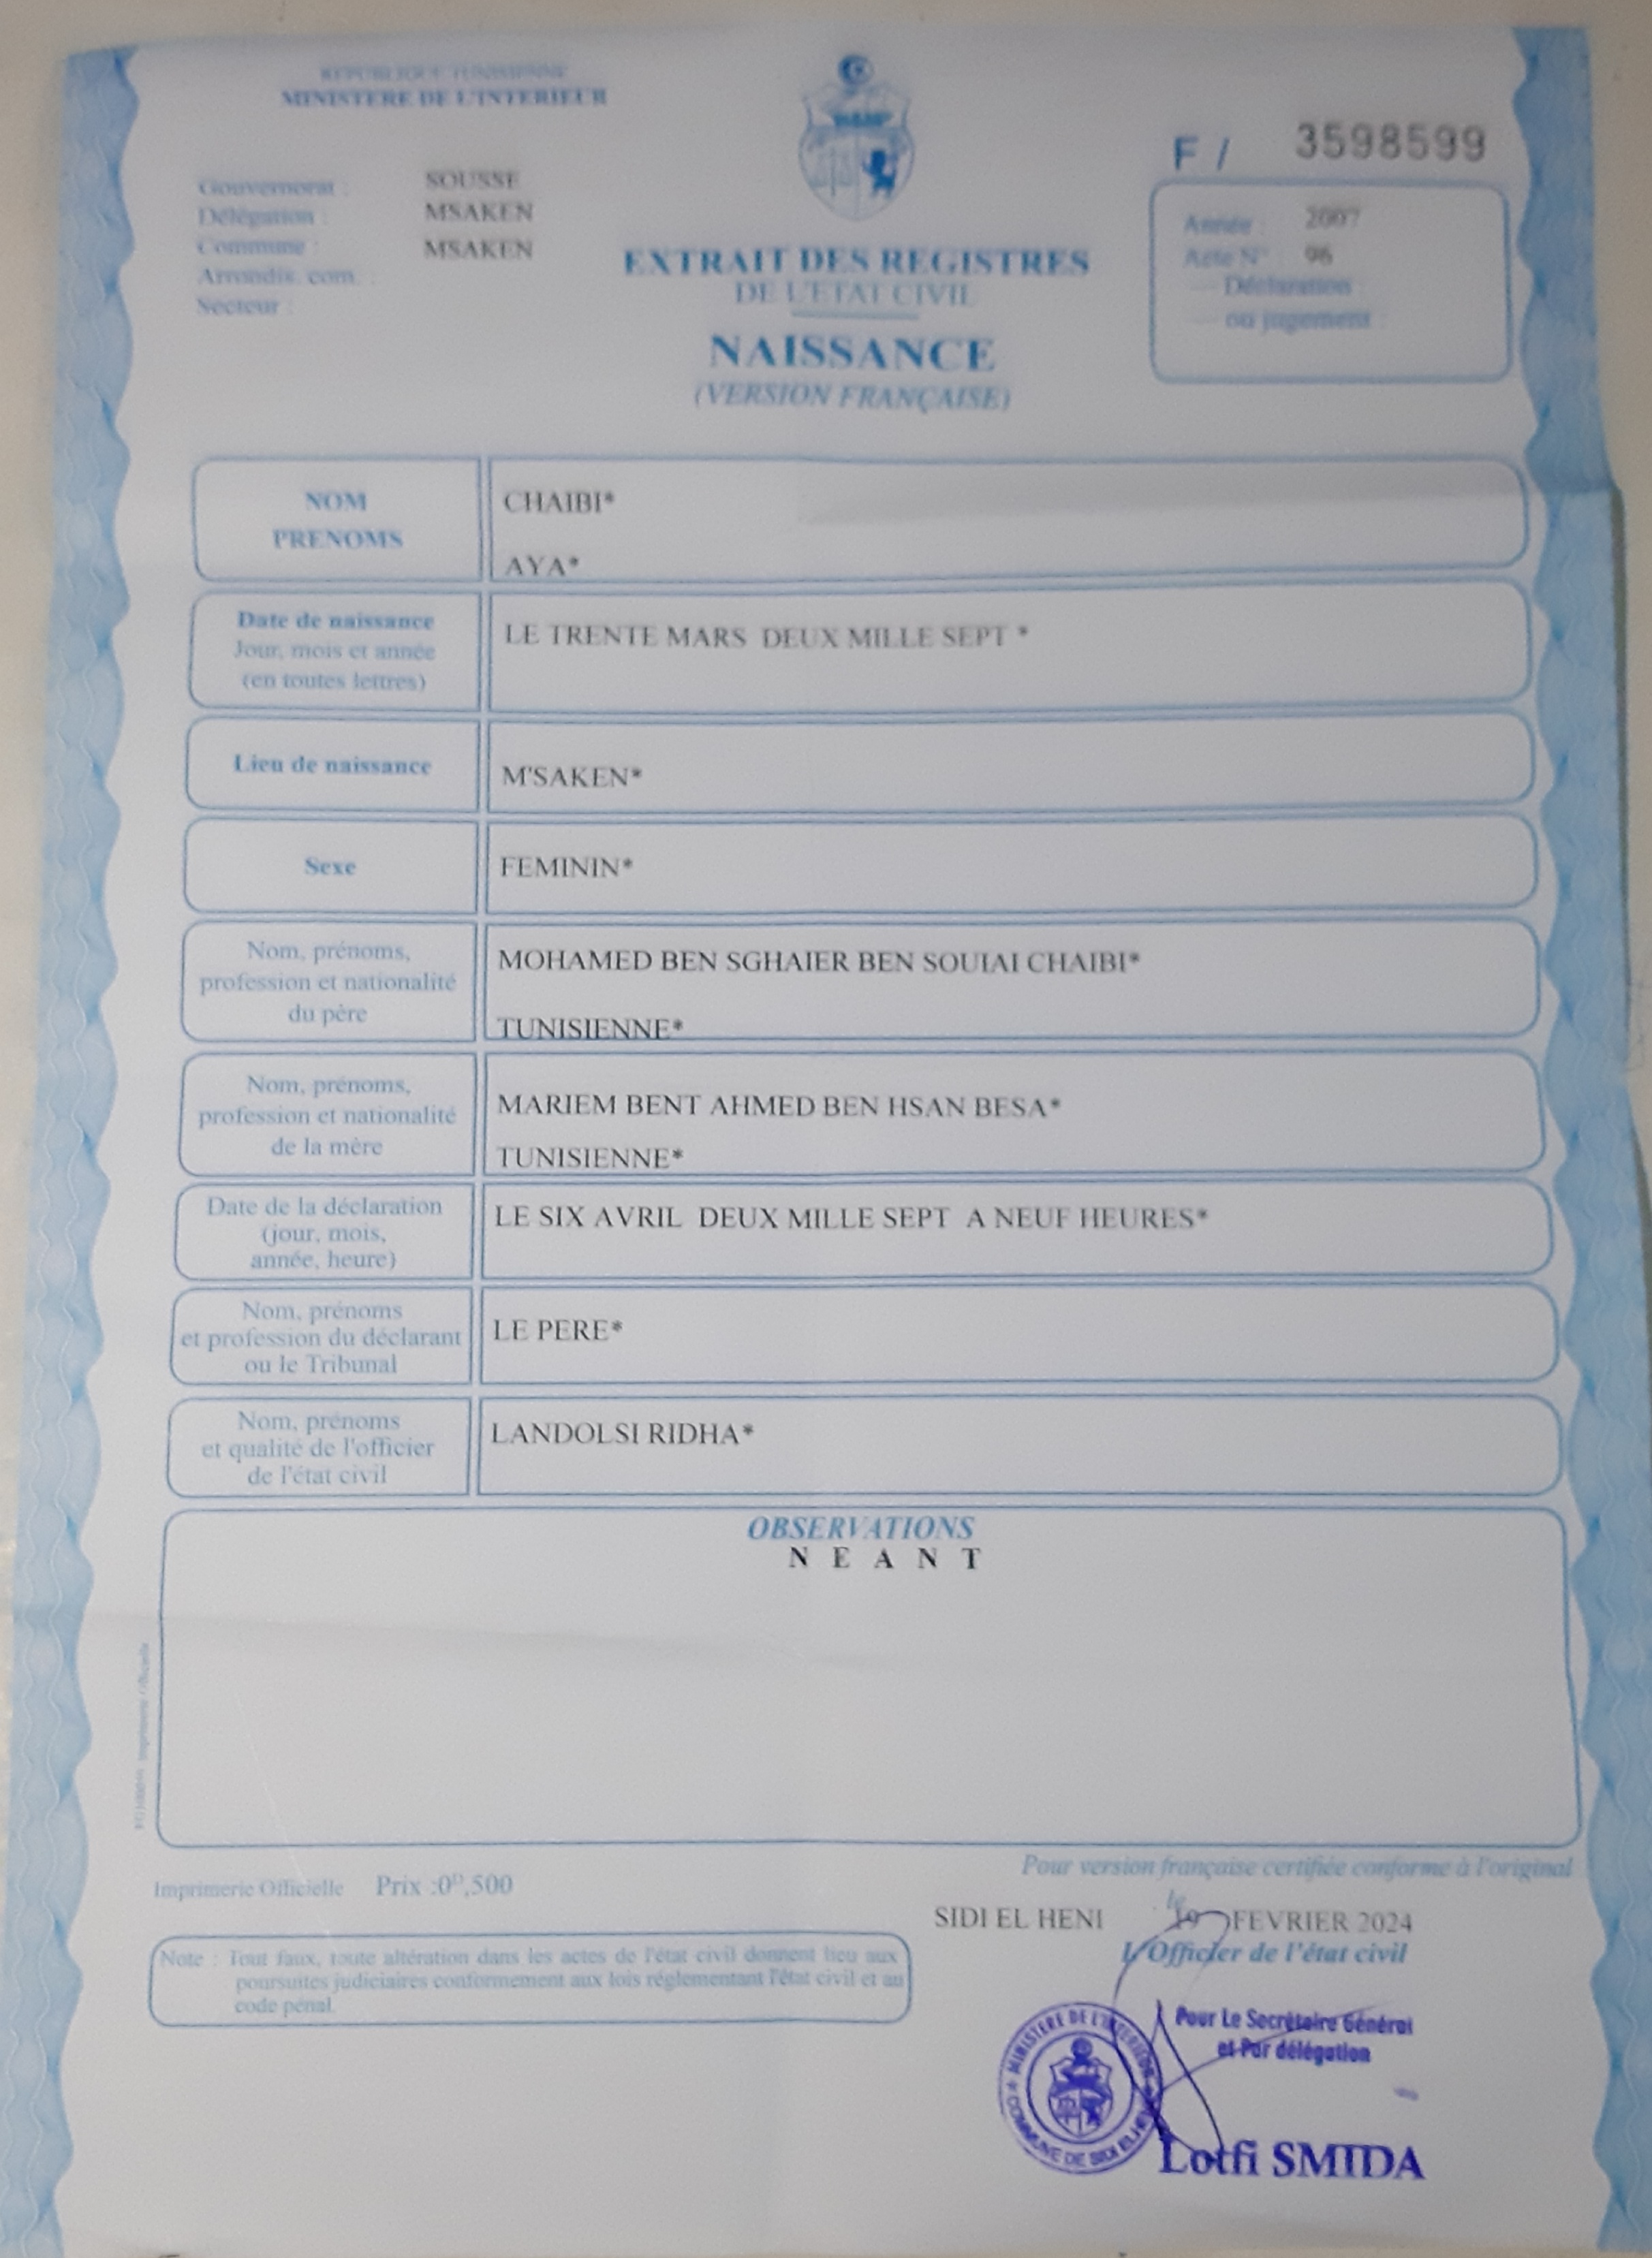 REPUBLIQUE TUNISIENNE
MINISTERE DE L'INTERIEUR
F / 3598599
Gouvernorat : SOUSSE
Délégation : MSAKEN
Commune : MSAKEN
Arrondis. com.
Secteur :
Année : 2007
Acte N° : 96
Déclaration
ou jugement :
EXTRAIT DES REGISTRES
DE L'ETAT CIVIL
NAISSANCE
(VERSION FRANÇAISE)
NOM
PRENOMS
CHAIBI*
AYA*
Date de naissance
Jour, mois et année
(en toutes lettres)
LE TRENTE MARS DEUX MILLE SEPT *
Lieu de naissance
M'SAKEN*
Sexe
FEMININ*
Nom, prénoms,
profession et nationalité
du père
MOHAMED BEN SGHAIER BEN SOUIAI CHAIBI*
TUNISIENNE*
Nom, prénoms,
profession et nationalité
de la mère
MARIEM BENT AHMED BEN HSAN BESA*
TUNISIENNE*
Date de la déclaration
(jour, mois,
année, heure)
LE SIX AVRIL DEUX MILLE SEPT A NEUF HEURES*
Nom, prénoms
et profession du déclarant
ou le Tribunal
LE PERE*
Nom, prénoms
et qualité de l'officier
de l'état civil
LANDOLSI RIDHA*
OBSERVATIONS
N E A N T
Imprimerie Officielle
Imprimerie Officielle Prix :0ᴰ,500
Pour version française certifiée conforme à l'original
SIDI EL HENI le 19 FEVRIER 2024
L'Officier de l'état civil
Note : Tout faux, toute altération dans les actes de l'état civil donnent lieu aux
poursuites judiciaires conformement aux lois réglementant l'état civil et au
code pénal.
Pour Le Secrétaire Général
et Par délégation
MINISTERE DE L'INTERIEUR
COMMUNE DE SIDI ELHENI
Lotfi SMIDA